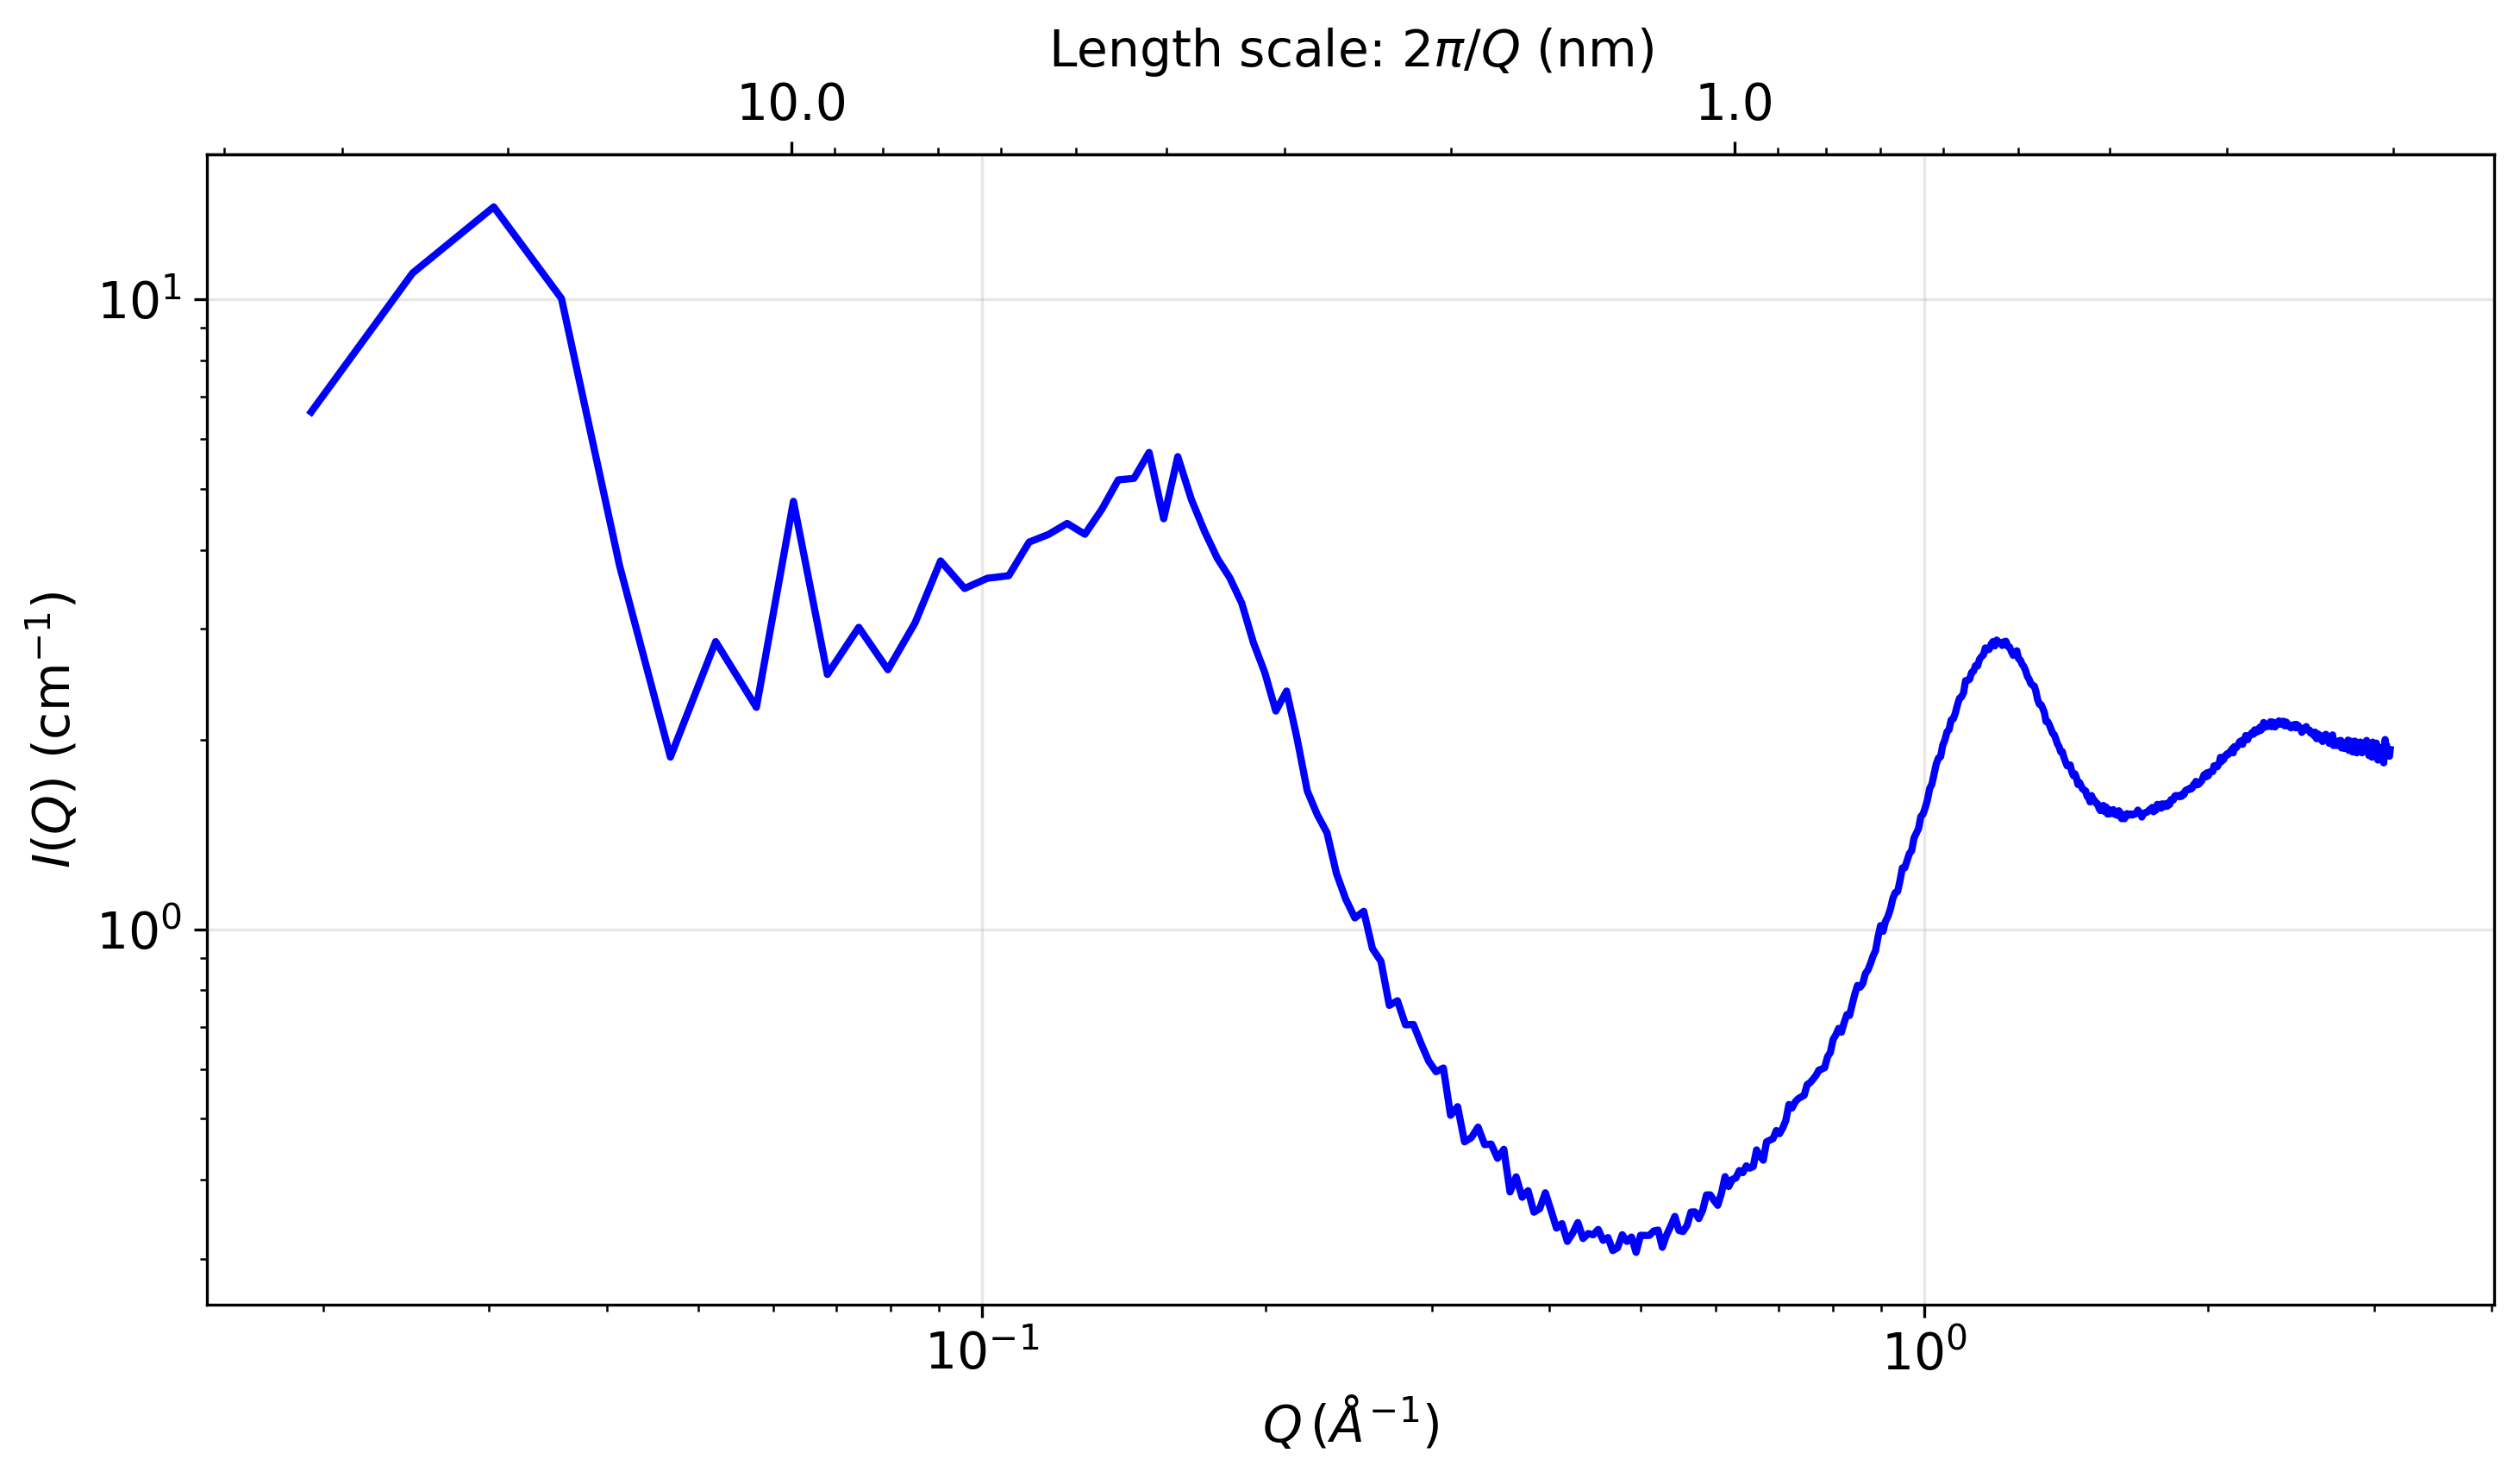 Length scale: 2π/Q (nm)
10.0 1.0
10¹
10⁰
I(Q) (cm⁻¹)
10⁻¹ 10⁰
Q (Å⁻¹)